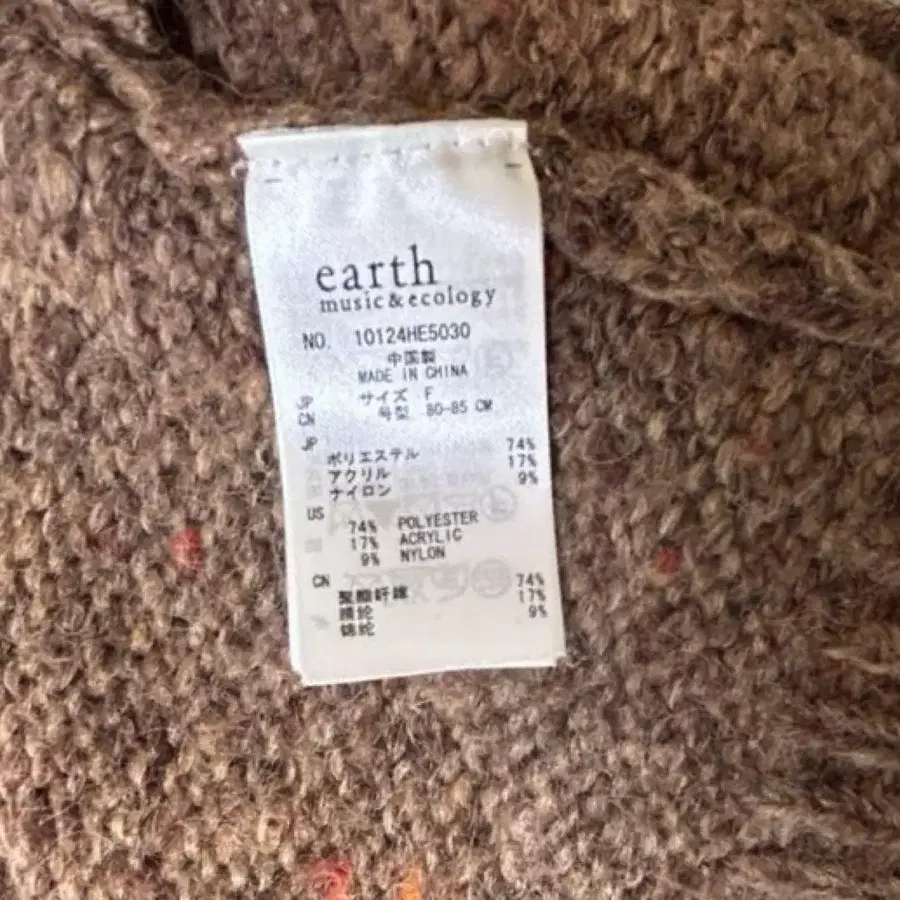 earth
music&ecology
NO. 10124HE5030
中国製
MADE IN CHINA
JP サイズ F
CN 号型 80-85 CM
JP
ポリエステル 74%
アクリル 17%
ナイロン 9%
US
74% POLYESTER
17% ACRYLIC
9% NYLON
CN
聚酯纤维 74%
腈纶 17%
锦纶 9%